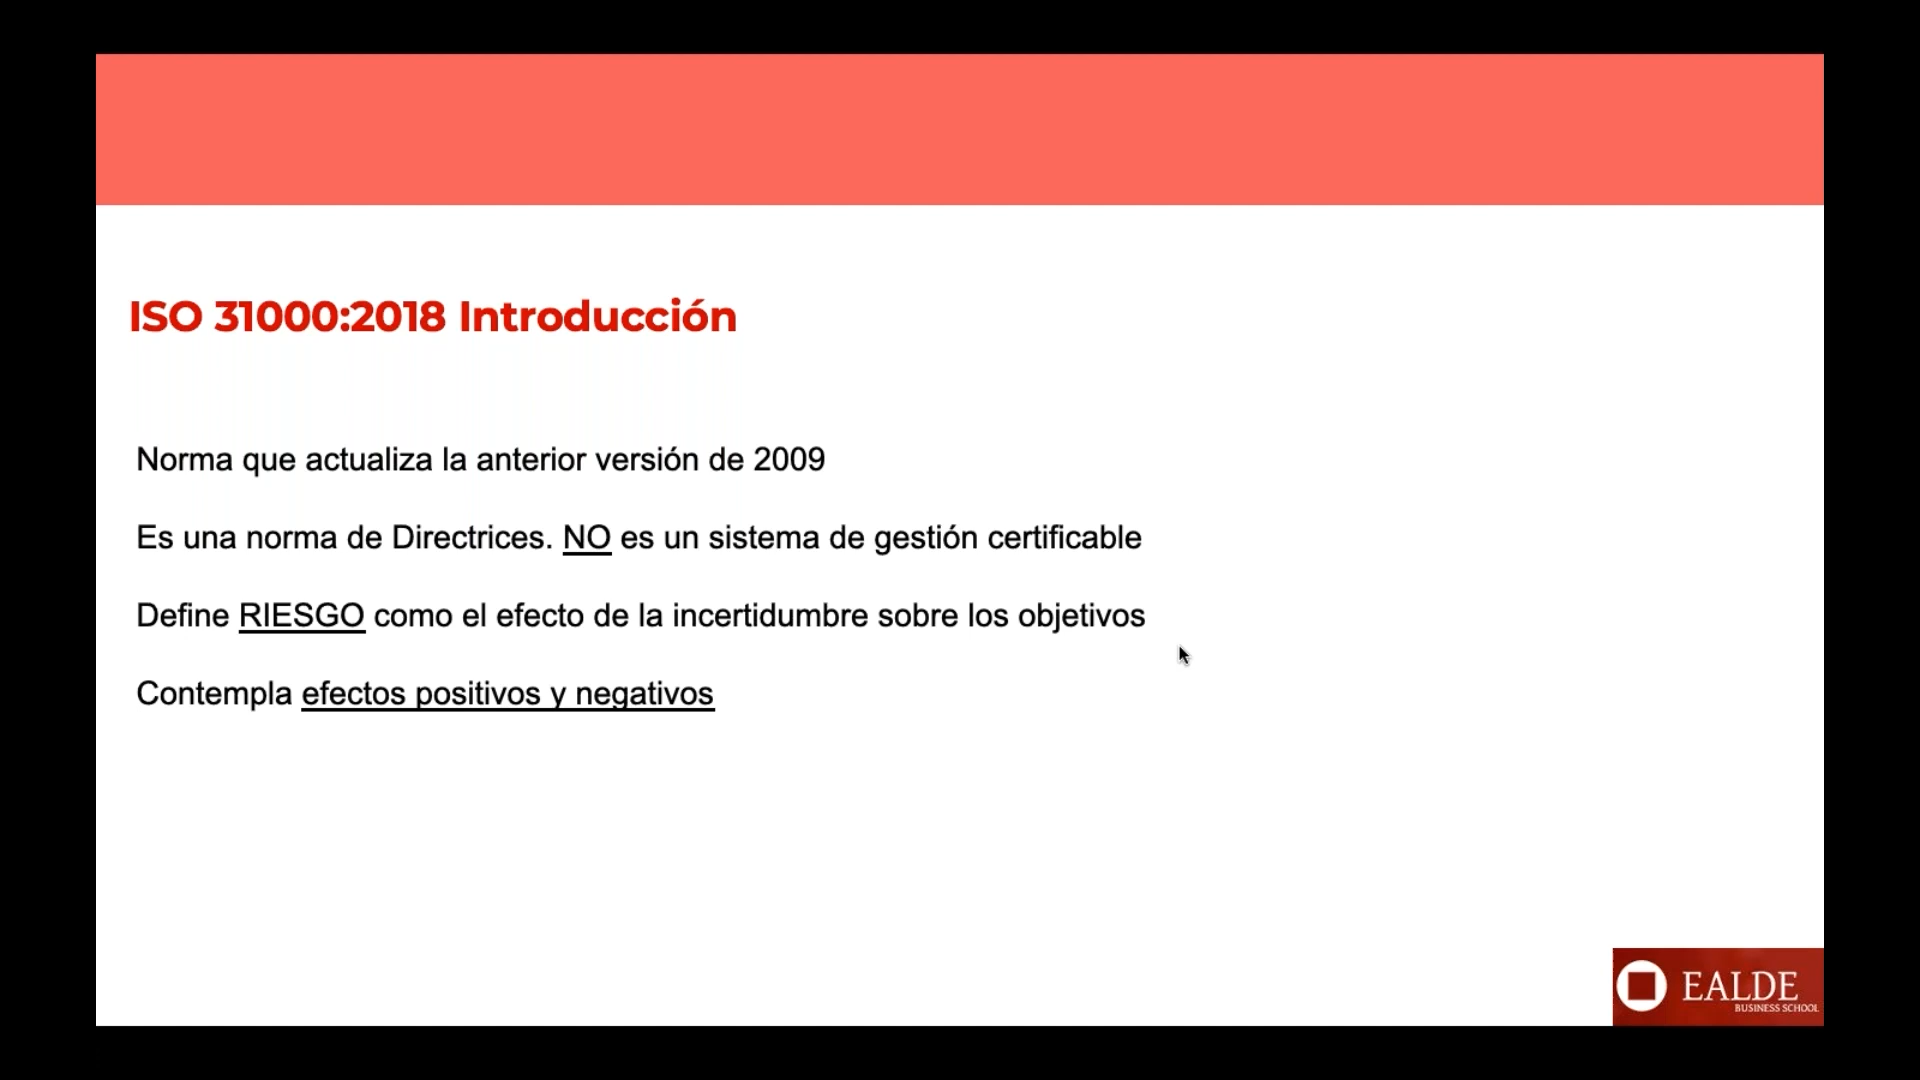 ISO 31000:2018 Introducción
Norma que actualiza la anterior versión de 2009
Es una norma de Directrices. NO es un sistema de gestión certificable
Define RIESGO como el efecto de la incertidumbre sobre los objetivos
Contempla efectos positivos y negativos
EALDE
BUSINESS SCHOOL